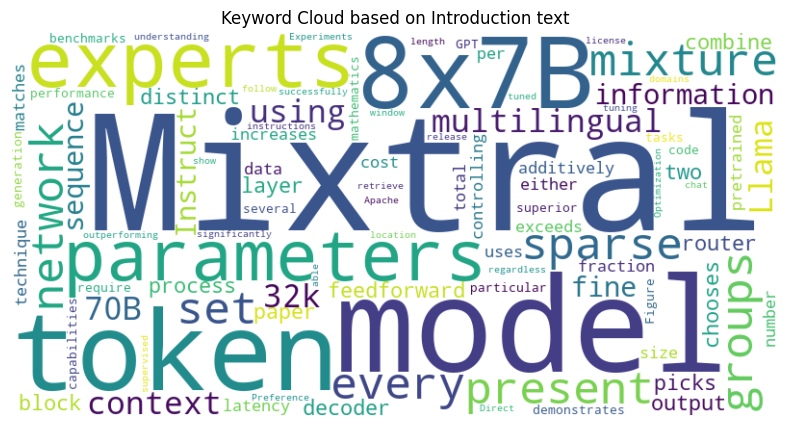 Keyword Cloud based on Introduction text
benchmarks
understanding
Experiments
length
GPT
license
combine
experts
8x7B
mixture
per
domains
performance
follow
successfully
tuned
window
tuning
matches
distinct
using
mathematics
multilingual
information
sequence
Instruct
increases
instructions
release
tasks
Mixtral
generation
network
data
show
cost
layer
retrieve
several
Apache
total
controlling
additively
either
superior
code
two
Optimization
chat
pretrained
Llama
technique
outperforming
significantly
location
exceeds
parameters
sparse
router
uses
process
able
regardless
particular
fraction
require
32k
feedforward
fine
Figure
chooses
groups
number
capabilities
70B
set
paper
token
model
supervised
size
every
present
picks
block
context
latency
Preference
decoder
Direct
demonstrates
output